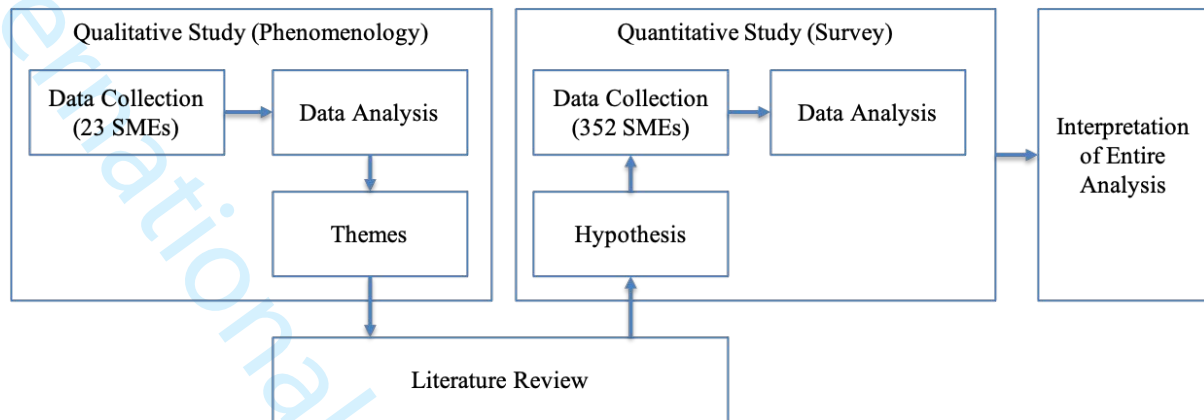 Qualitative Study (Phenomenology)
Data Collection
(23 SMEs)
Data Analysis
Themes
Quantitative Study (Survey)
Data Collection
(352 SMEs)
Data Analysis
Hypothesis
Interpretation
of Entire
Analysis
Literature Review
ernational